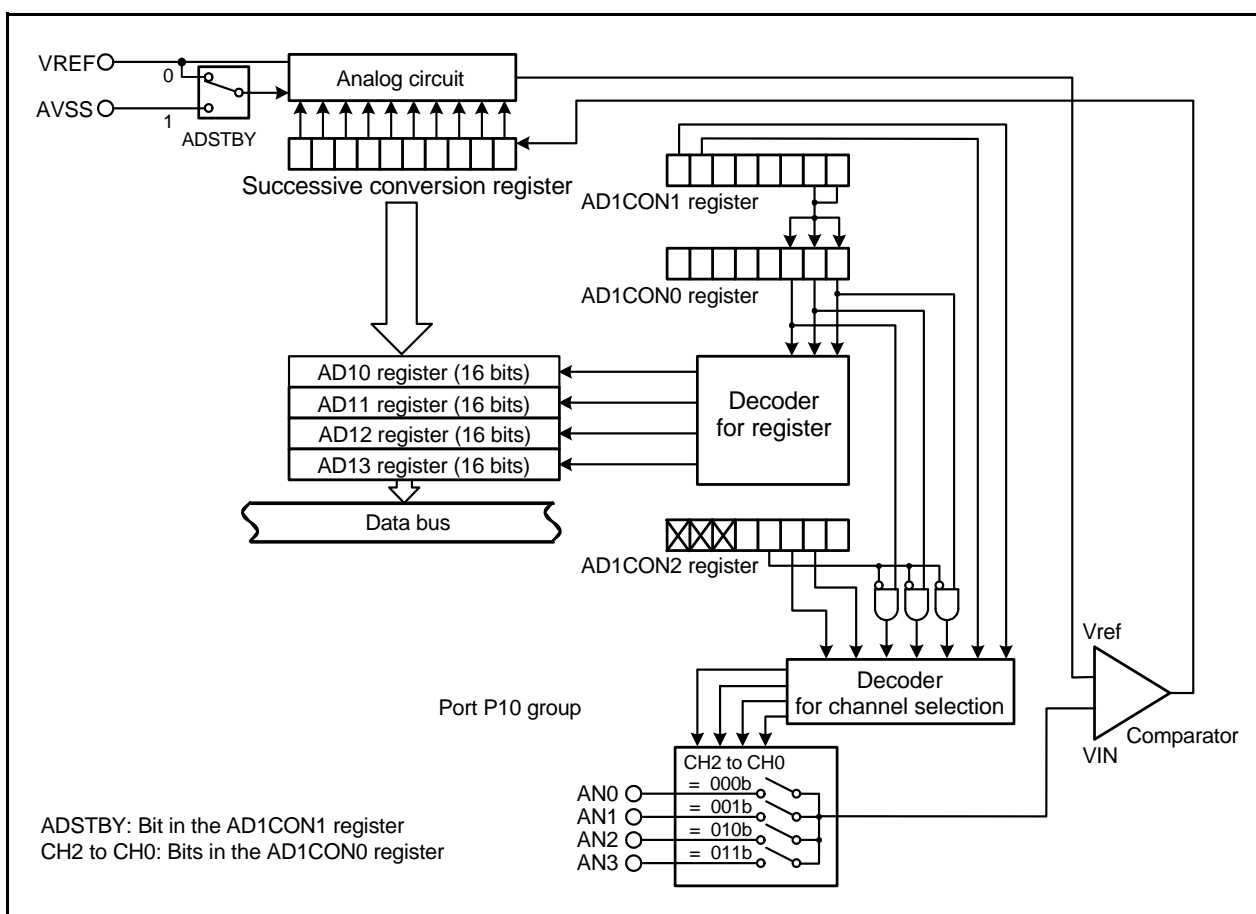 VREF
0
Analog circuit
AVSS
1
ADSTBY
Successive conversion register
AD1CON1 register
AD1CON0 register
AD10 register (16 bits)
AD11 register (16 bits)
AD12 register (16 bits)
AD13 register (16 bits)
Decoder
for register
Data bus
AD1CON2 register
Vref
Decoder
for channel selection
Port P10 group
VIN
Comparator
CH2 to CH0
AN0
= 000b
AN1
= 001b
AN2
= 010b
AN3
= 011b
ADSTBY: Bit in the AD1CON1 register
CH2 to CH0: Bits in the AD1CON0 register